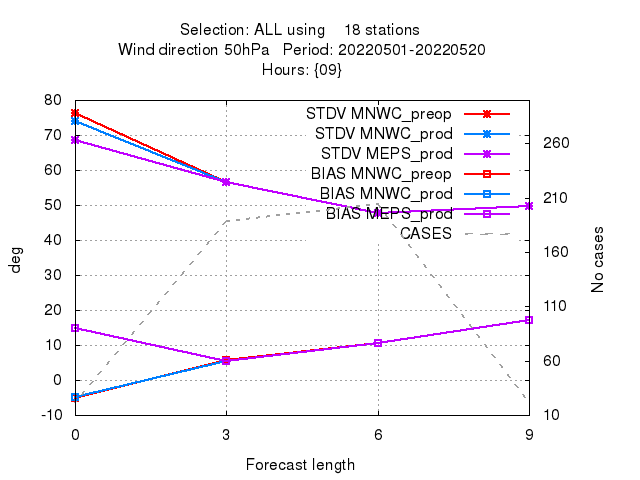 Selection: ALL using    18 stations
Wind direction 50hPa   Period: 20220501-20220520
Hours: {09}
80
70
60
50
40
30
20
10
0
-10
deg
STDV MNWC_preop
STDV MNWC_prod
STDV MEPS_prod
BIAS MNWC_preop
BIAS MNWC_prod
BIAS MEPS_prod
CASES
260
210
160
110
60
10
No cases
0 3 6 9
Forecast length